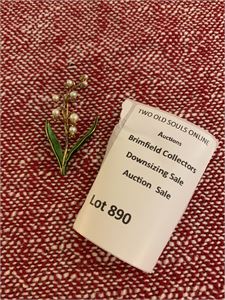 TWO OLD SOULS ONLINE
Auctions
Brimfield Collectors
Downsizing Sale
Auction Sale
Lot 890